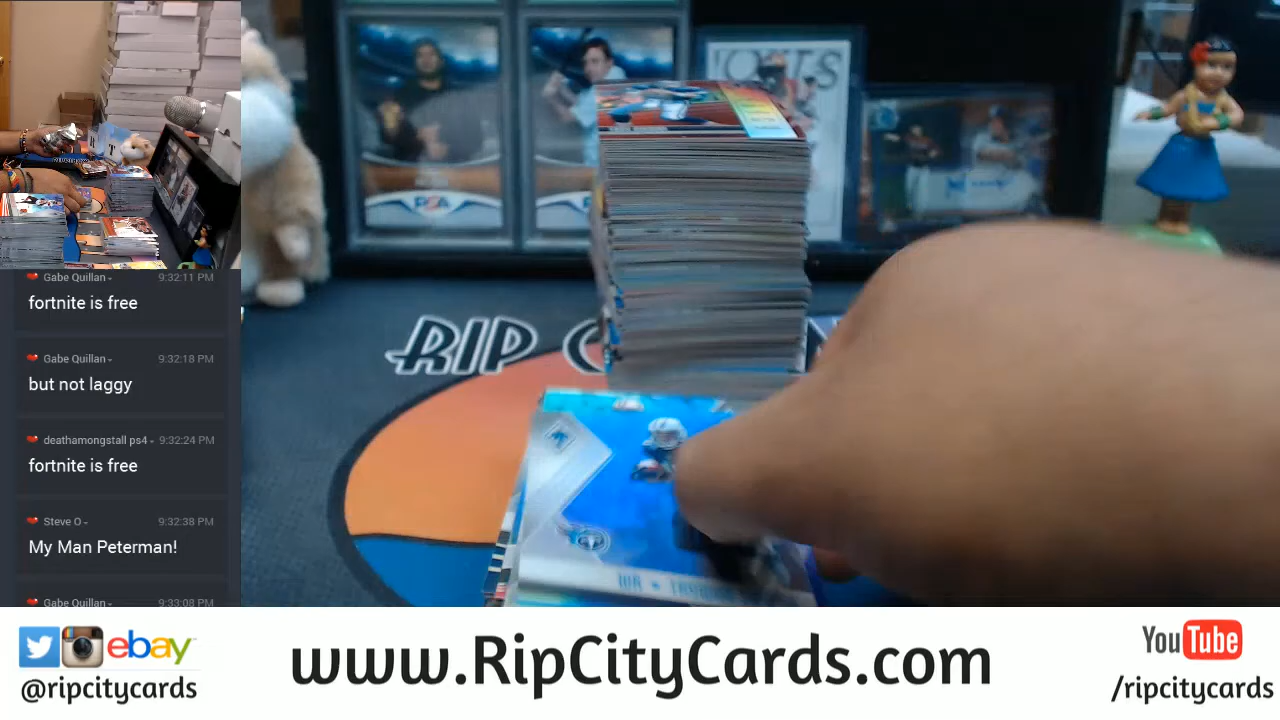 Gabe Quillan 9:32:11 PM
fortnite is free
Gabe Quillan 9:32:18 PM
but not laggy
deathamongstall ps4 9:32:24 PM
fortnite is free
Steve O 9:32:38 PM
My Man Peterman!
Gabe Quillan 9:33:08 PM
RIP C
PSA
WR
ebay
@ripcitycards
www.RipCityCards.com
YouTube
/ripcitycards